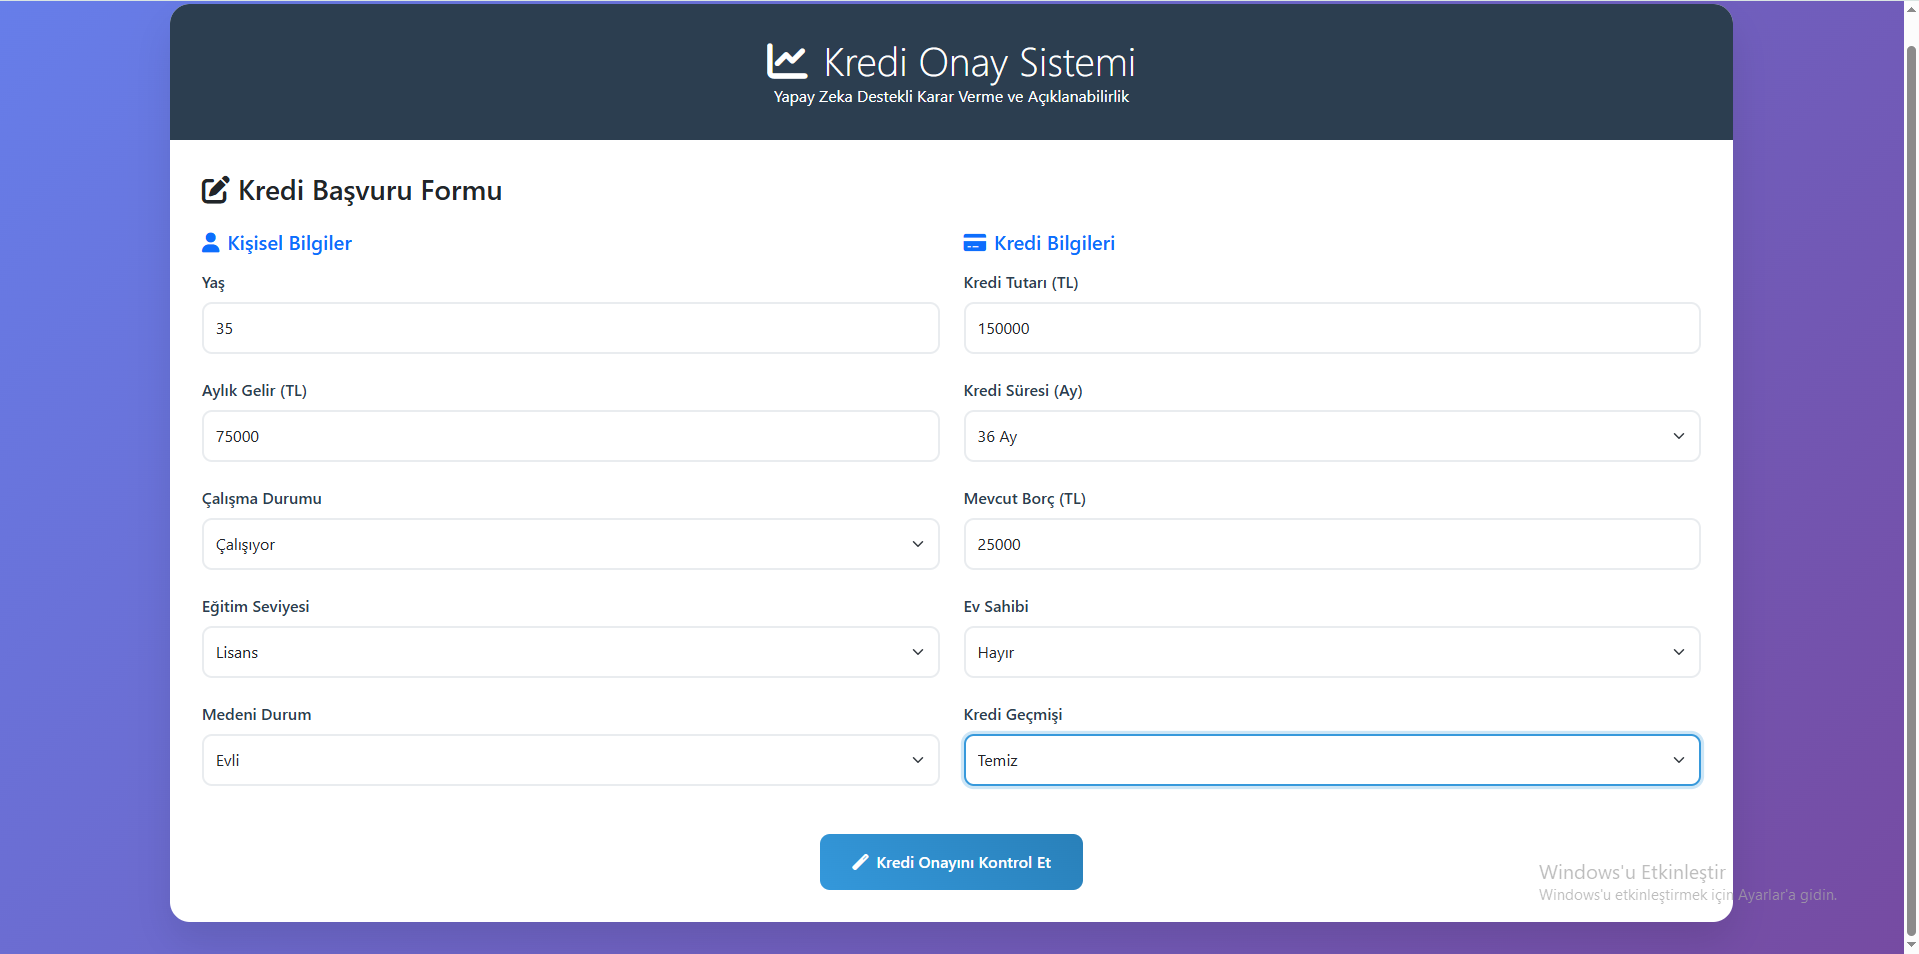 Kredi Onay Sistemi
Yapay Zeka Destekli Karar Verme ve Açıklanabilirlik
Kredi Başvuru Formu
Kişisel Bilgiler
Yaş
35
Aylık Gelir (TL)
75000
Çalışma Durumu
Çalışıyor
Eğitim Seviyesi
Lisans
Medeni Durum
Evli
Kredi Bilgileri
Kredi Tutarı (TL)
150000
Kredi Süresi (Ay)
36 Ay
Mevcut Borç (TL)
25000
Ev Sahibi
Hayır
Kredi Geçmişi
Temiz
Kredi Onayını Kontrol Et
Windows'u Etkinleştir
Windows'u etkinleştirmek için Ayarlar'a gidin.